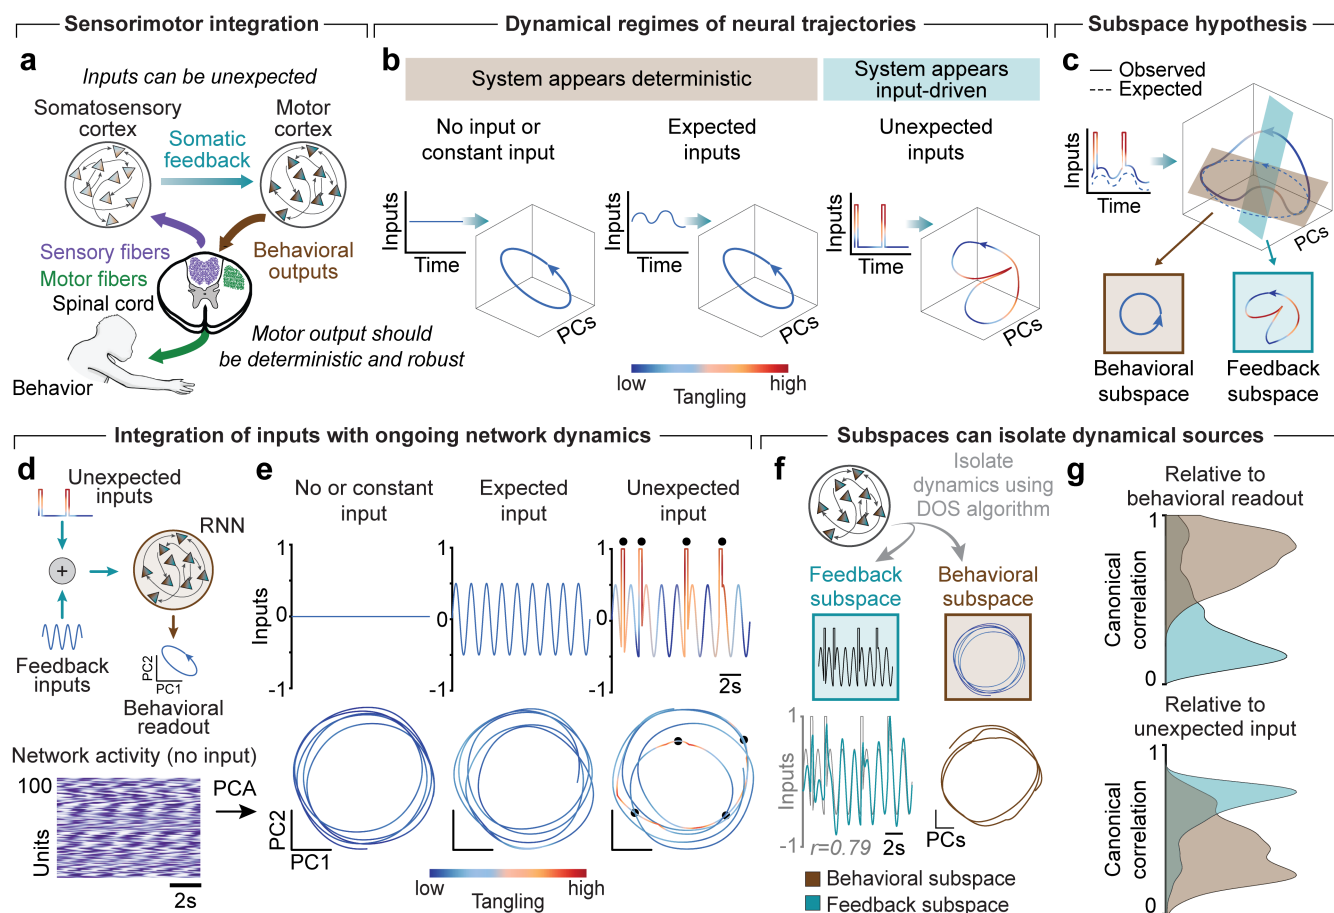 Sensorimotor integration
Dynamical regimes of neural trajectories
Subspace hypothesis
a
Inputs can be unexpected
Somatosensory
cortex
Motor
cortex
Somatic
feedback
Sensory fibers
Motor fibers
Spinal cord
Behavioral
outputs
Motor output should
be deterministic and robust
Behavior
b
System appears deterministic
System appears
input-driven
No input or
constant input
Expected
inputs
Unexpected
inputs
Inputs
Time
PCs
Inputs
Time
PCs
Inputs
Time
PCs
low
high
Tangling
c
Observed
Expected
Inputs
Time
PCs
Behavioral
subspace
Feedback
subspace
Integration of inputs with ongoing network dynamics
Subspaces can isolate dynamical sources
d
Unexpected
inputs
RNN
+
Feedback
inputs
PC2
PC1
Behavioral
readout
Network activity (no input)
100
Units
2s
PCA
e
No or constant
input
Expected
input
Unexpected
input
Inputs
1
0
-1
1
0
-1
1
0
-1
2s
PC2
PC1
low
high
Tangling
f
Isolate
dynamics using
DOS algorithm
Feedback
subspace
Behavioral
subspace
Inputs
1
-1
r=0.79
2s
PCs
Behavioral subspace
Feedback subspace
g
Relative to
behavioral readout
Canonical
correlation
1
0
Relative to
unexpected input
Canonical
correlation
1
0